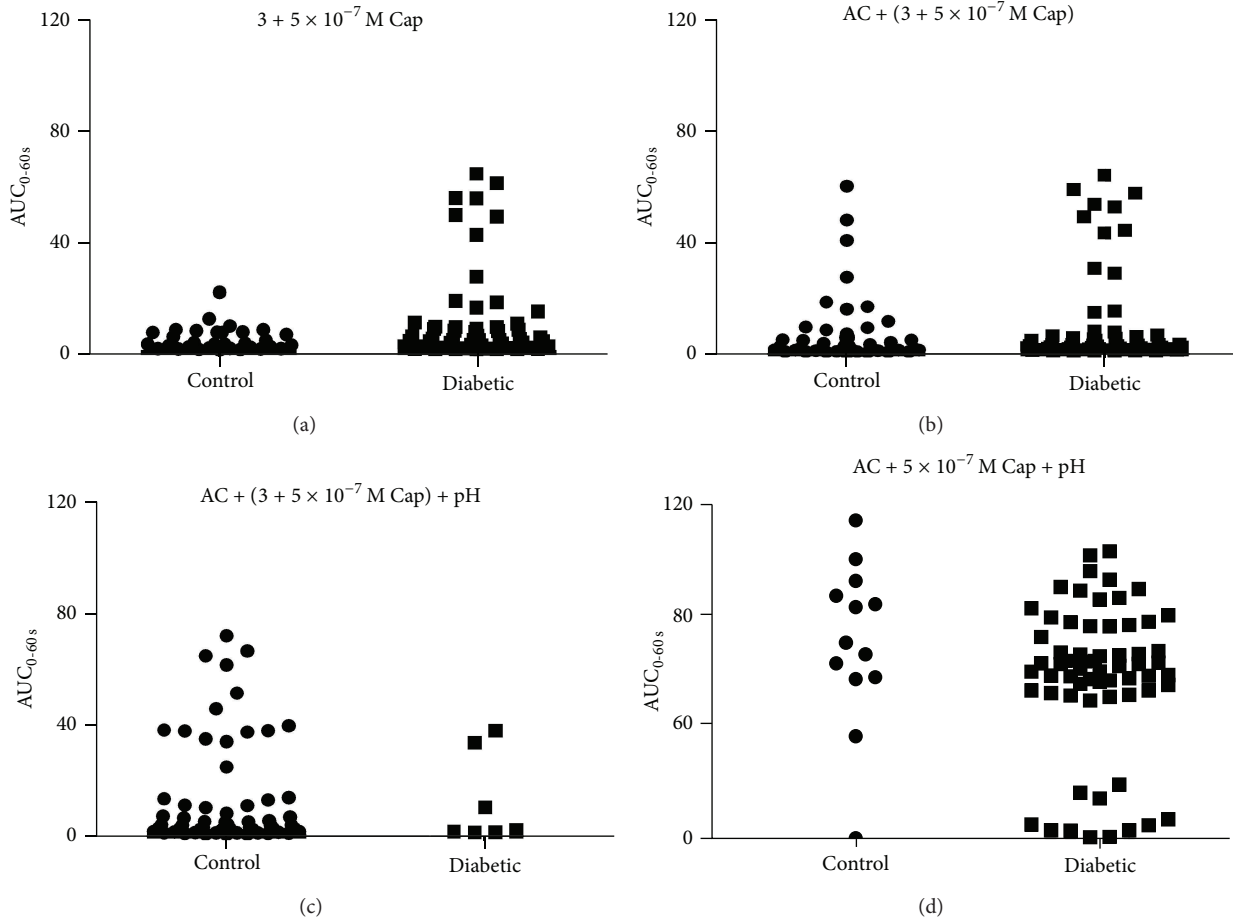 3 + 5 × 10⁻⁷ M Cap
120
80
40
0
AUC₀₋₆₀ₛ
Control
Diabetic
(a)
AC + (3 + 5 × 10⁻⁷ M Cap)
120
80
40
0
AUC₀₋₆₀ₛ
Control
Diabetic
(b)
AC + (3 + 5 × 10⁻⁷ M Cap) + pH
120
80
40
0
AUC₀₋₆₀ₛ
Control
Diabetic
(c)
AC + 5 × 10⁻⁷ M Cap + pH
120
80
60
0
AUC₀₋₆₀ₛ
Control
Diabetic
(d)